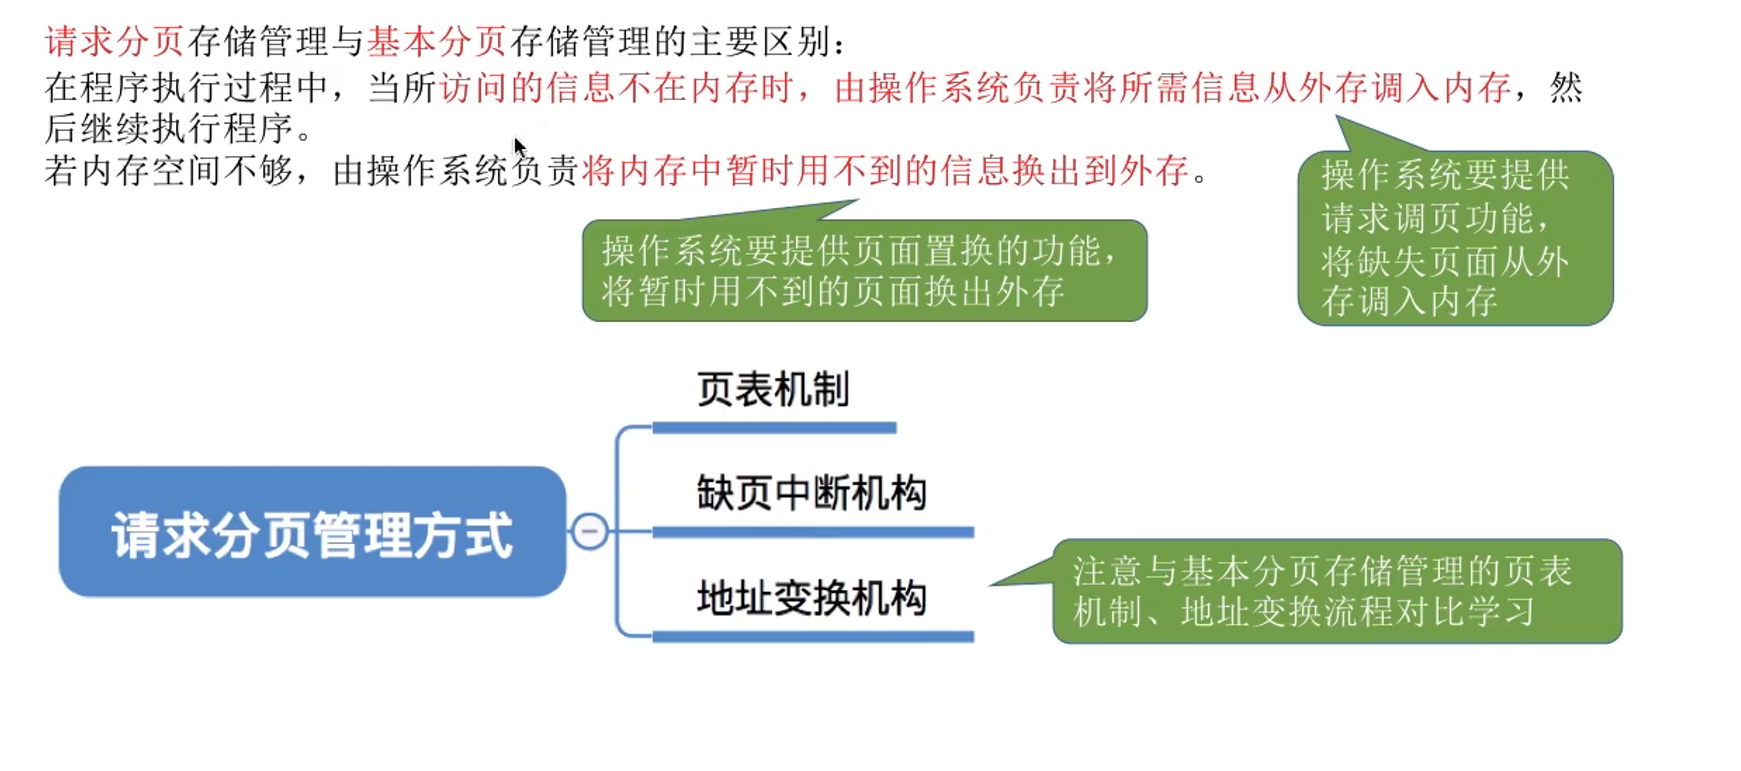 请求分页存储管理与基本分页存储管理的主要区别：
在程序执行过程中，当所访问的信息不在内存时，由操作系统负责将所需信息从外存调入内存，然
后继续执行程序。
若内存空间不够，由操作系统负责将内存中暂时用不到的信息换出到外存。
操作系统要提供
请求调页功能，
将缺失页面从外
存调入内存
操作系统要提供页面置换的功能，
将暂时用不到的页面换出外存
页表机制
缺页中断机构
请求分页管理方式
地址变换机构
注意与基本分页存储管理的页表
机制、地址变换流程对比学习